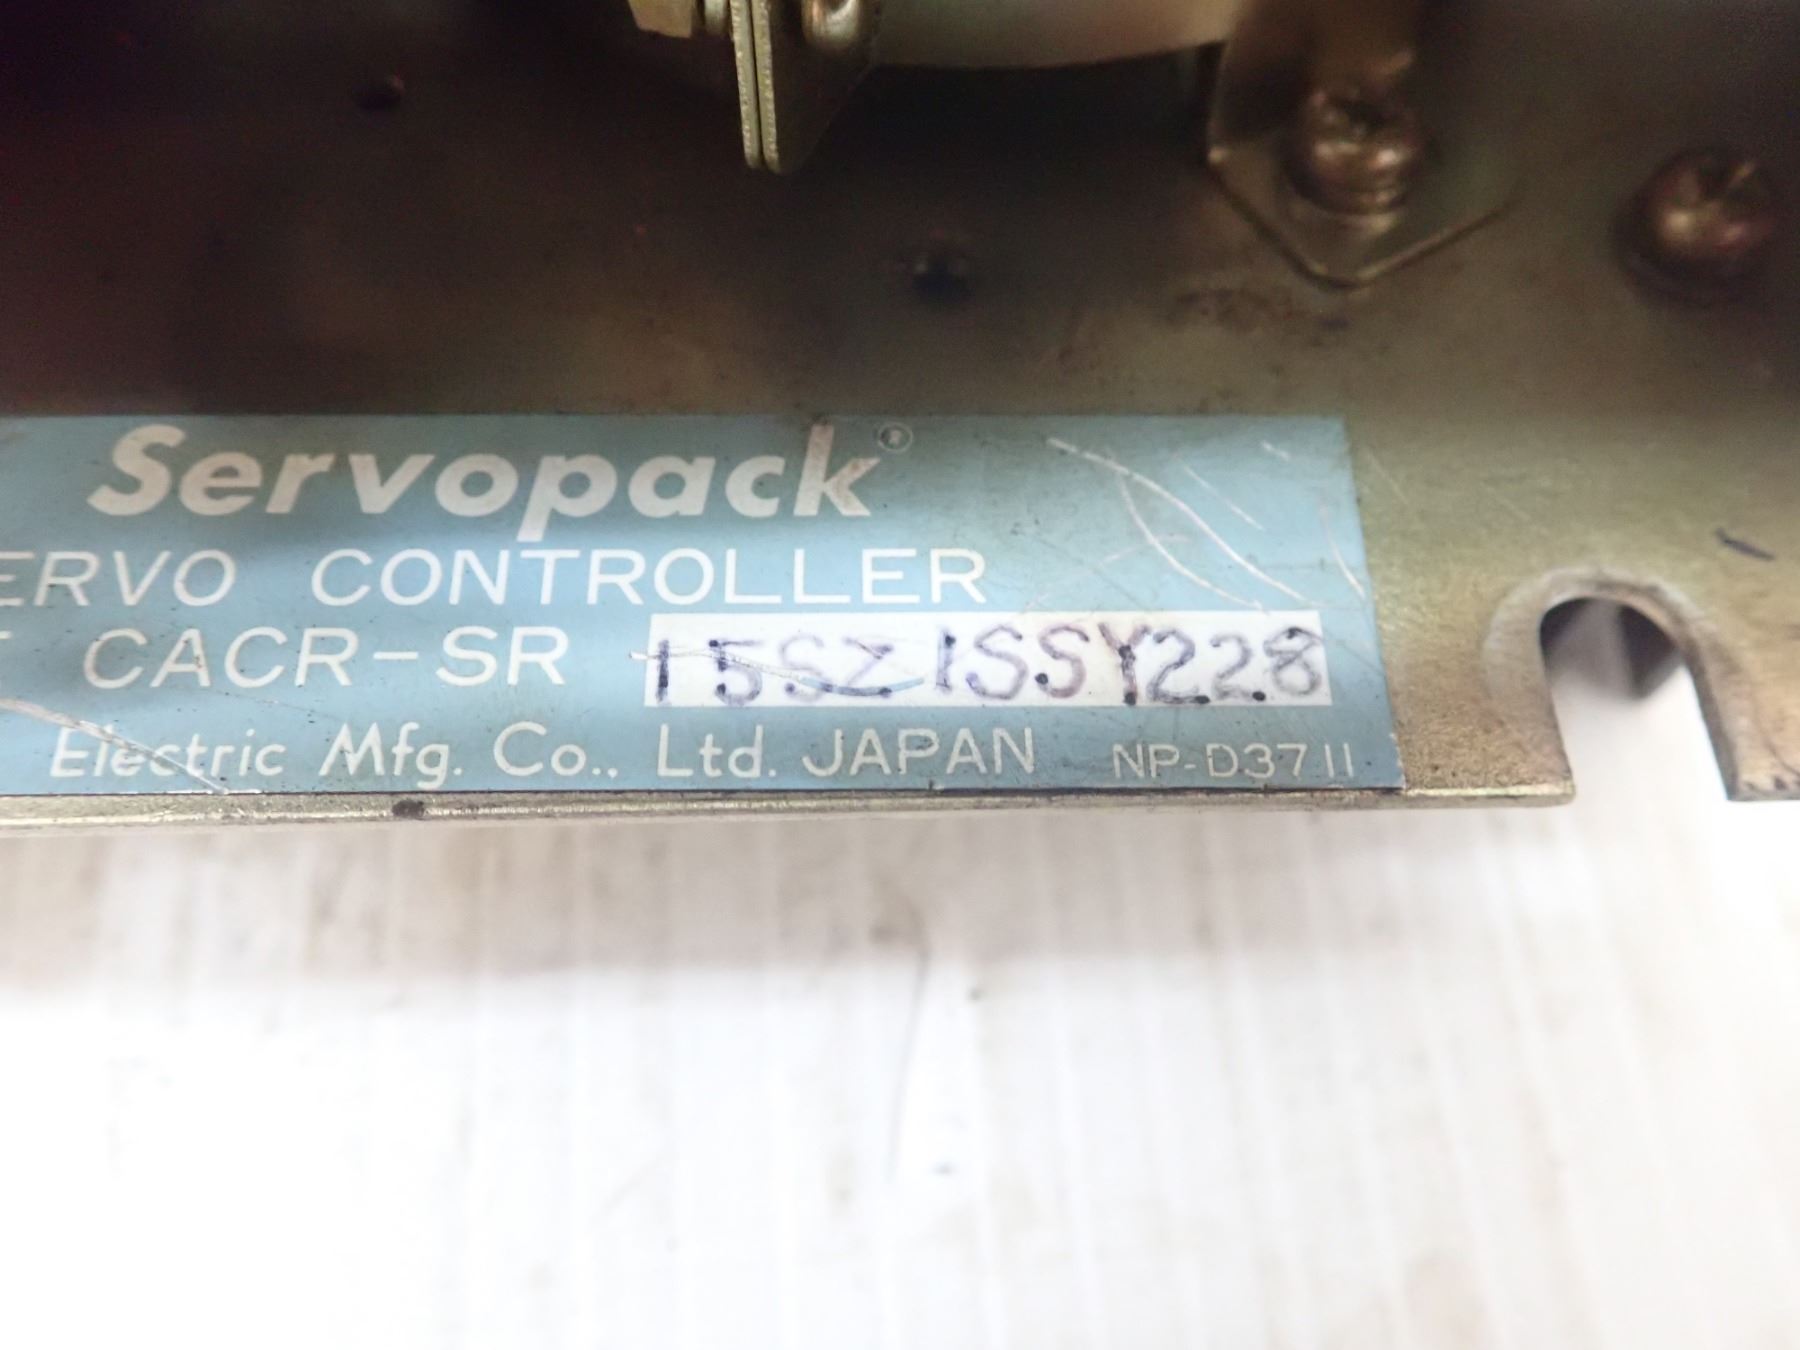 Servopack®
ERVO CONTROLLER
E CACR-SR 15SZ1SSY228
Electric Mfg. Co., Ltd. JAPAN NP-D3711